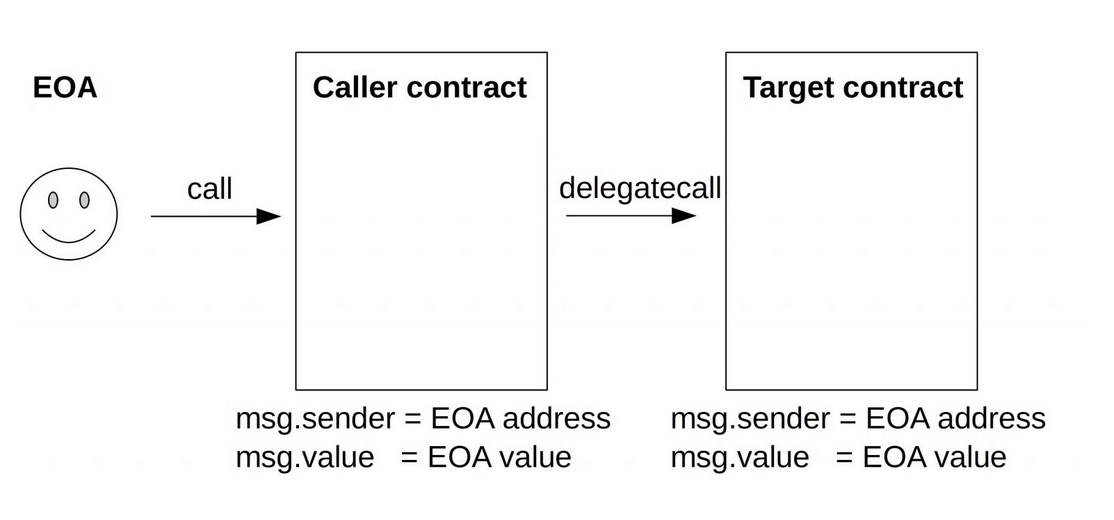 EOA
Caller contract
Target contract
call
delegatecall
msg.sender = EOA address
msg.value = EOA value
msg.sender = EOA address
msg.value = EOA value